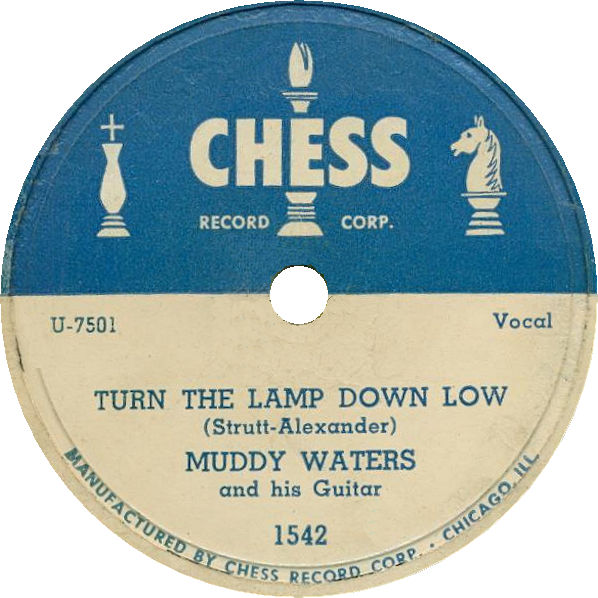 CHESS
RECORD CORP.
U-7501
Vocal
TURN THE LAMP DOWN LOW
(Strutt-Alexander)
MUDDY WATERS
and his Guitar
1542
MANUFACTURED BY CHESS RECORD CORP. · CHICAGO, ILL.